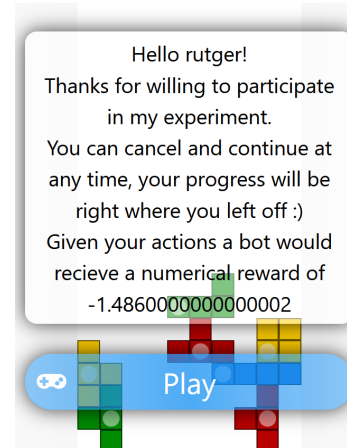 Hello rutger!
Thanks for willing to participate
in my experiment.
You can cancel and continue at
any time, your progress will be
right where you left off :)
Given your actions a bot would
recieve a numerical reward of
-1.4860000000000002
Play